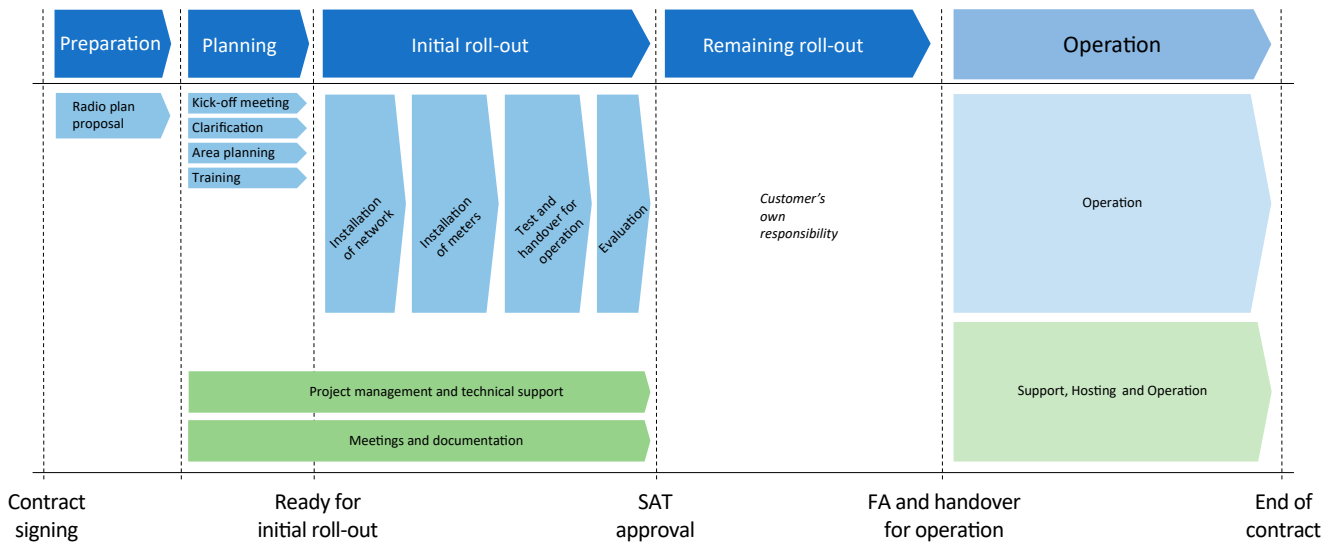 Preparation
Planning
Initial roll-out
Remaining roll-out
Operation
Radio plan
proposal
Kick-off meeting
Clarification
Area planning
Training
Installation
of network
Installation
of meters
Test and
handover for
operation
Evaluation
Customer's
own
responsibility
Operation
Project management and technical support
Meetings and documentation
Support, Hosting and Operation
Contract
signing
Ready for
initial roll-out
SAT
approval
FA and handover
for operation
End of
contract